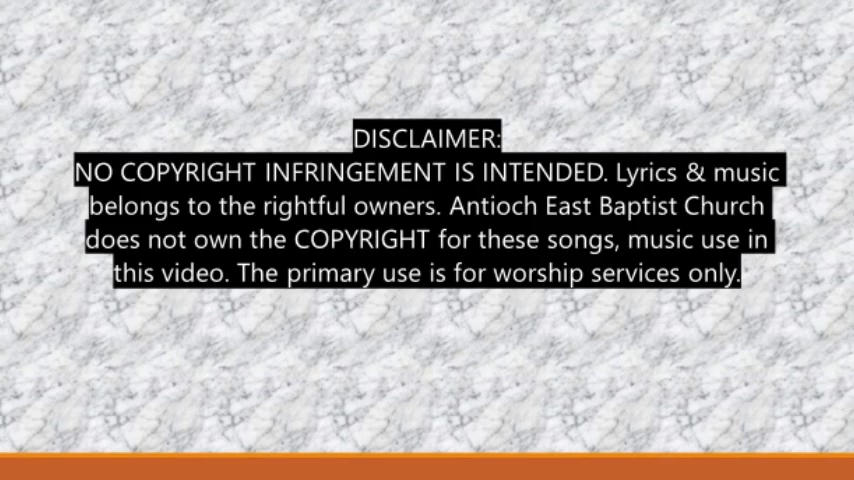 DISCLAIMER:
NO COPYRIGHT INFRINGEMENT IS INTENDED. Lyrics & music
belongs to the rightful owners. Antioch East Baptist Church
does not own the COPYRIGHT for these songs, music use in
this video. The primary use is for worship services only.